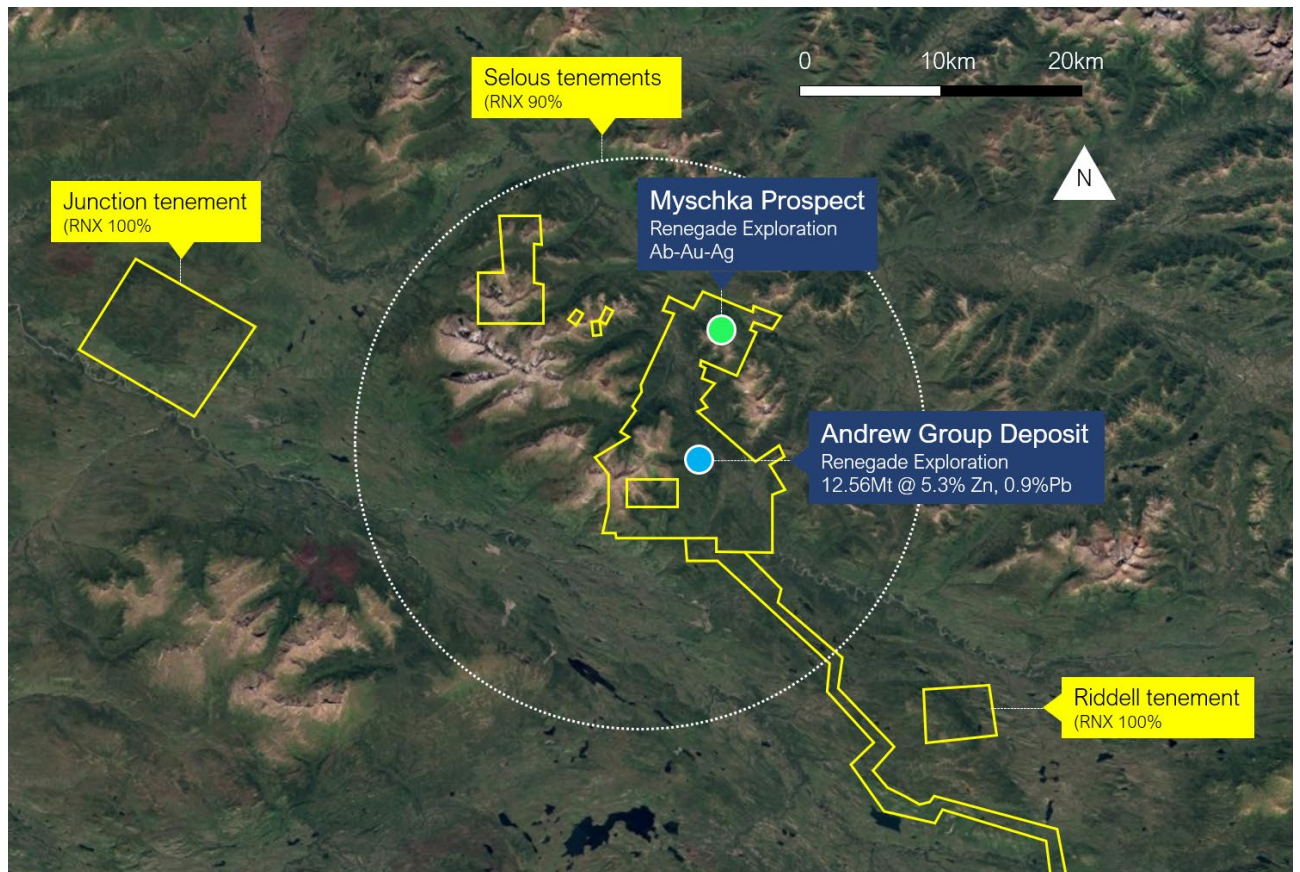 0 10km 20km
Selous tenements
(RNX 90%
N
Junction tenement
(RNX 100%
Myschka Prospect
Renegade Exploration
Ab-Au-Ag
Andrew Group Deposit
Renegade Exploration
12.56Mt @ 5.3% Zn, 0.9%Pb
Riddell tenement
(RNX 100%